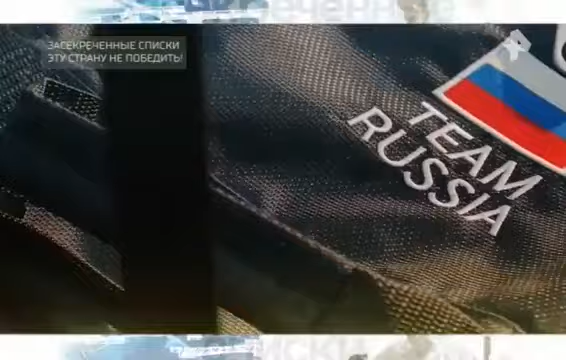 ЗАСЕКРЕЧЕННЫЕ СПИСКИ
ЭТУ СТРАНУ НЕ ПОБЕДИТЬ!
TEAM
RUSSIA